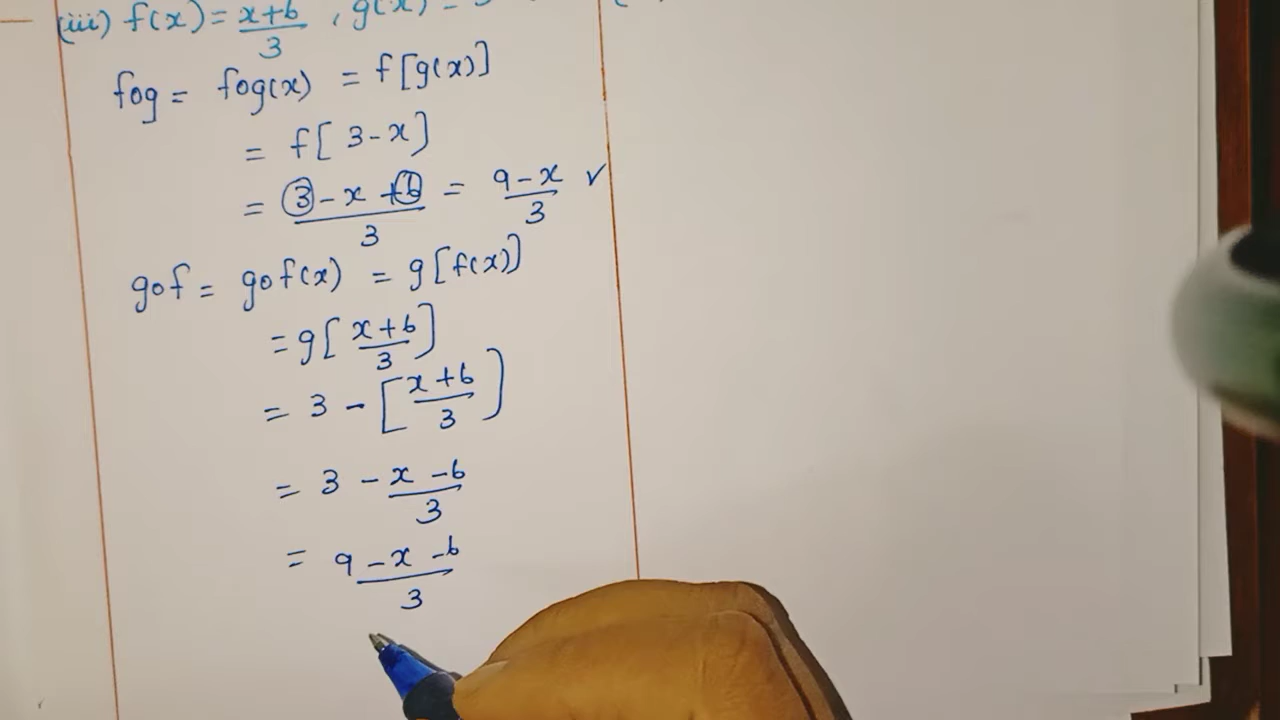 (iii) f(x) = x+6/3 , g(x) =
fog = fog(x) = f[g(x)]
= f[3-x]
= 3-x+6/3 = 9-x/3 ✓
gof = gof(x) = g[f(x)]
= g[x+6/3]
= 3 - [x+6/3]
= 3 - x-6/3
= 9-x-6/3